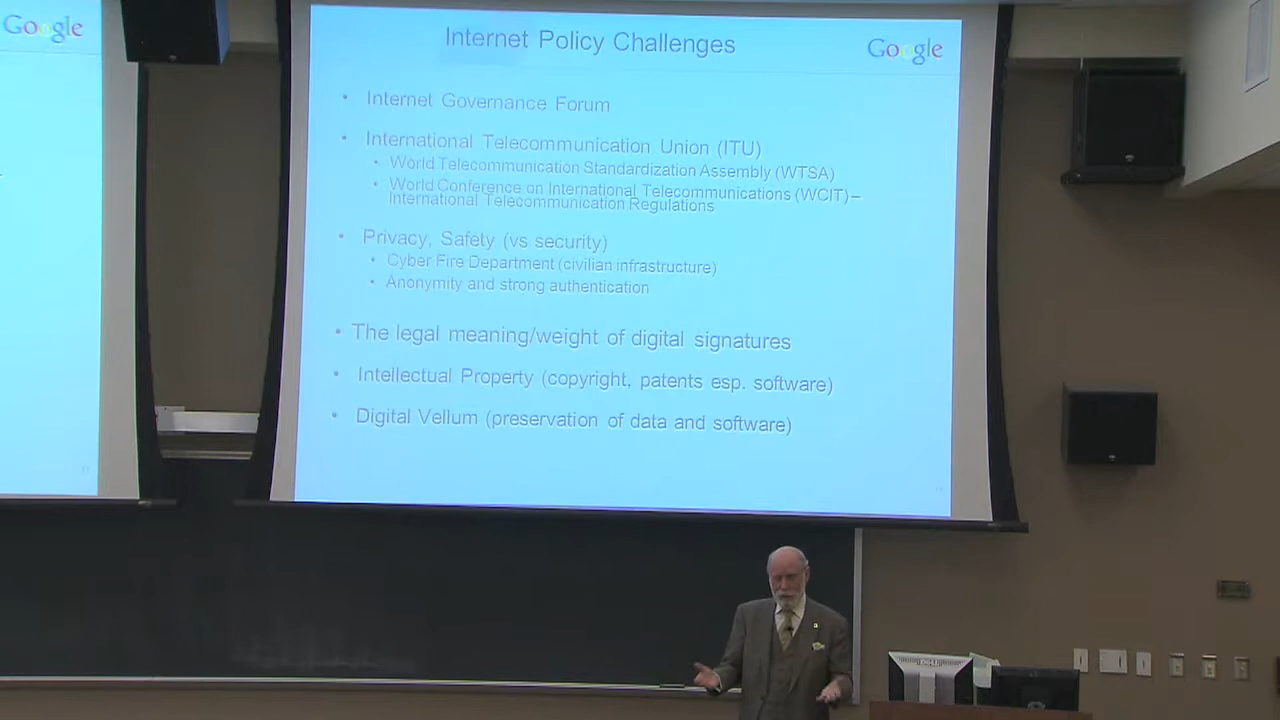 Google
Internet Policy Challenges
Google
• Internet Governance Forum
• International Telecommunication Union (ITU)
• World Telecommunication Standardization Assembly (WTSA)
• World Conference on International Telecommunications (WCIT) –
International Telecommunication Regulations
• Privacy, Safety (vs security)
• Cyber Fire Department (civilian infrastructure)
• Anonymity and strong authentication
• The legal meaning/weight of digital signatures
• Intellectual Property (copyright, patents esp. software)
• Digital Vellum (preservation of data and software)
DELL